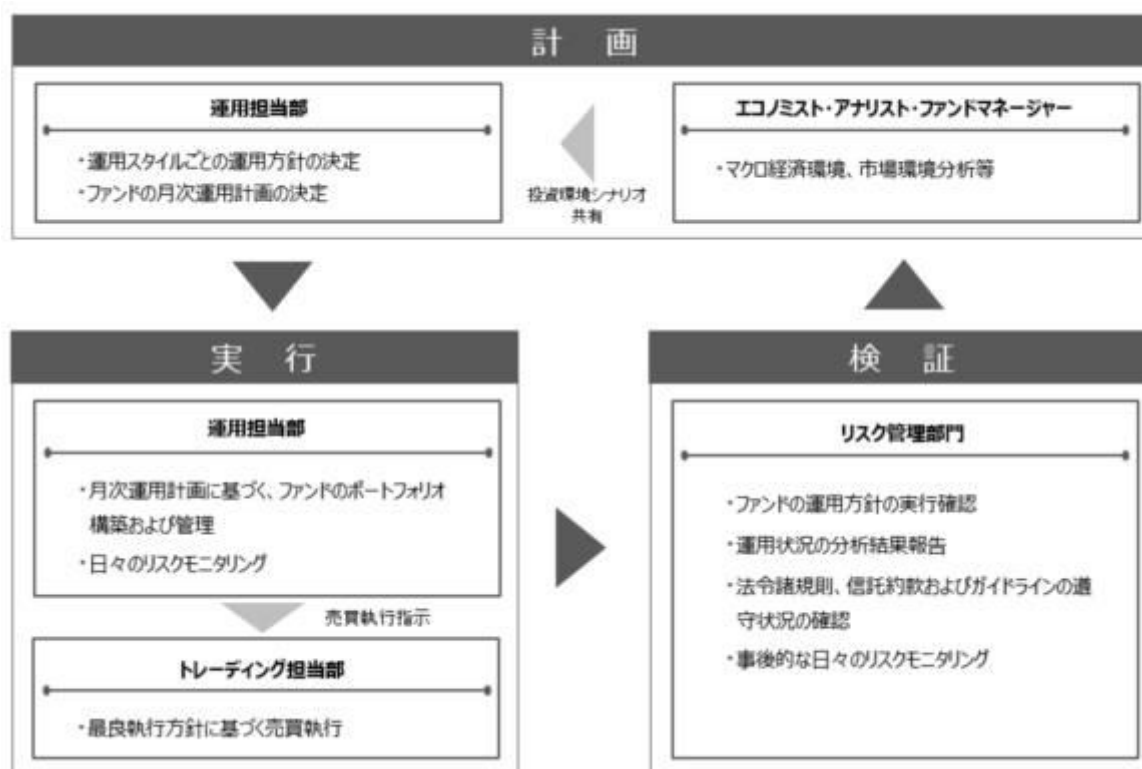 計 画
運用担当部
・運用スタイルごとの運用方針の決定
・ファンドの月次運用計画の決定
投資環境シナリオ
共有
エコノミスト・アナリスト・ファンドマネージャー
・マクロ経済環境、市場環境分析等
実 行
運用担当部
・月次運用計画に基づく、ファンドのポートフォリオ
構築および管理
・日々のリスクモニタリング
売買執行指示
トレーディング担当部
・最良執行方針に基づく売買執行
検 証
リスク管理部門
・ファンドの運用方針の実行確認
・運用状況の分析結果報告
・法令諸規則、信託約款およびガイドラインの遵
守状況の確認
・事後的な日々のリスクモニタリング